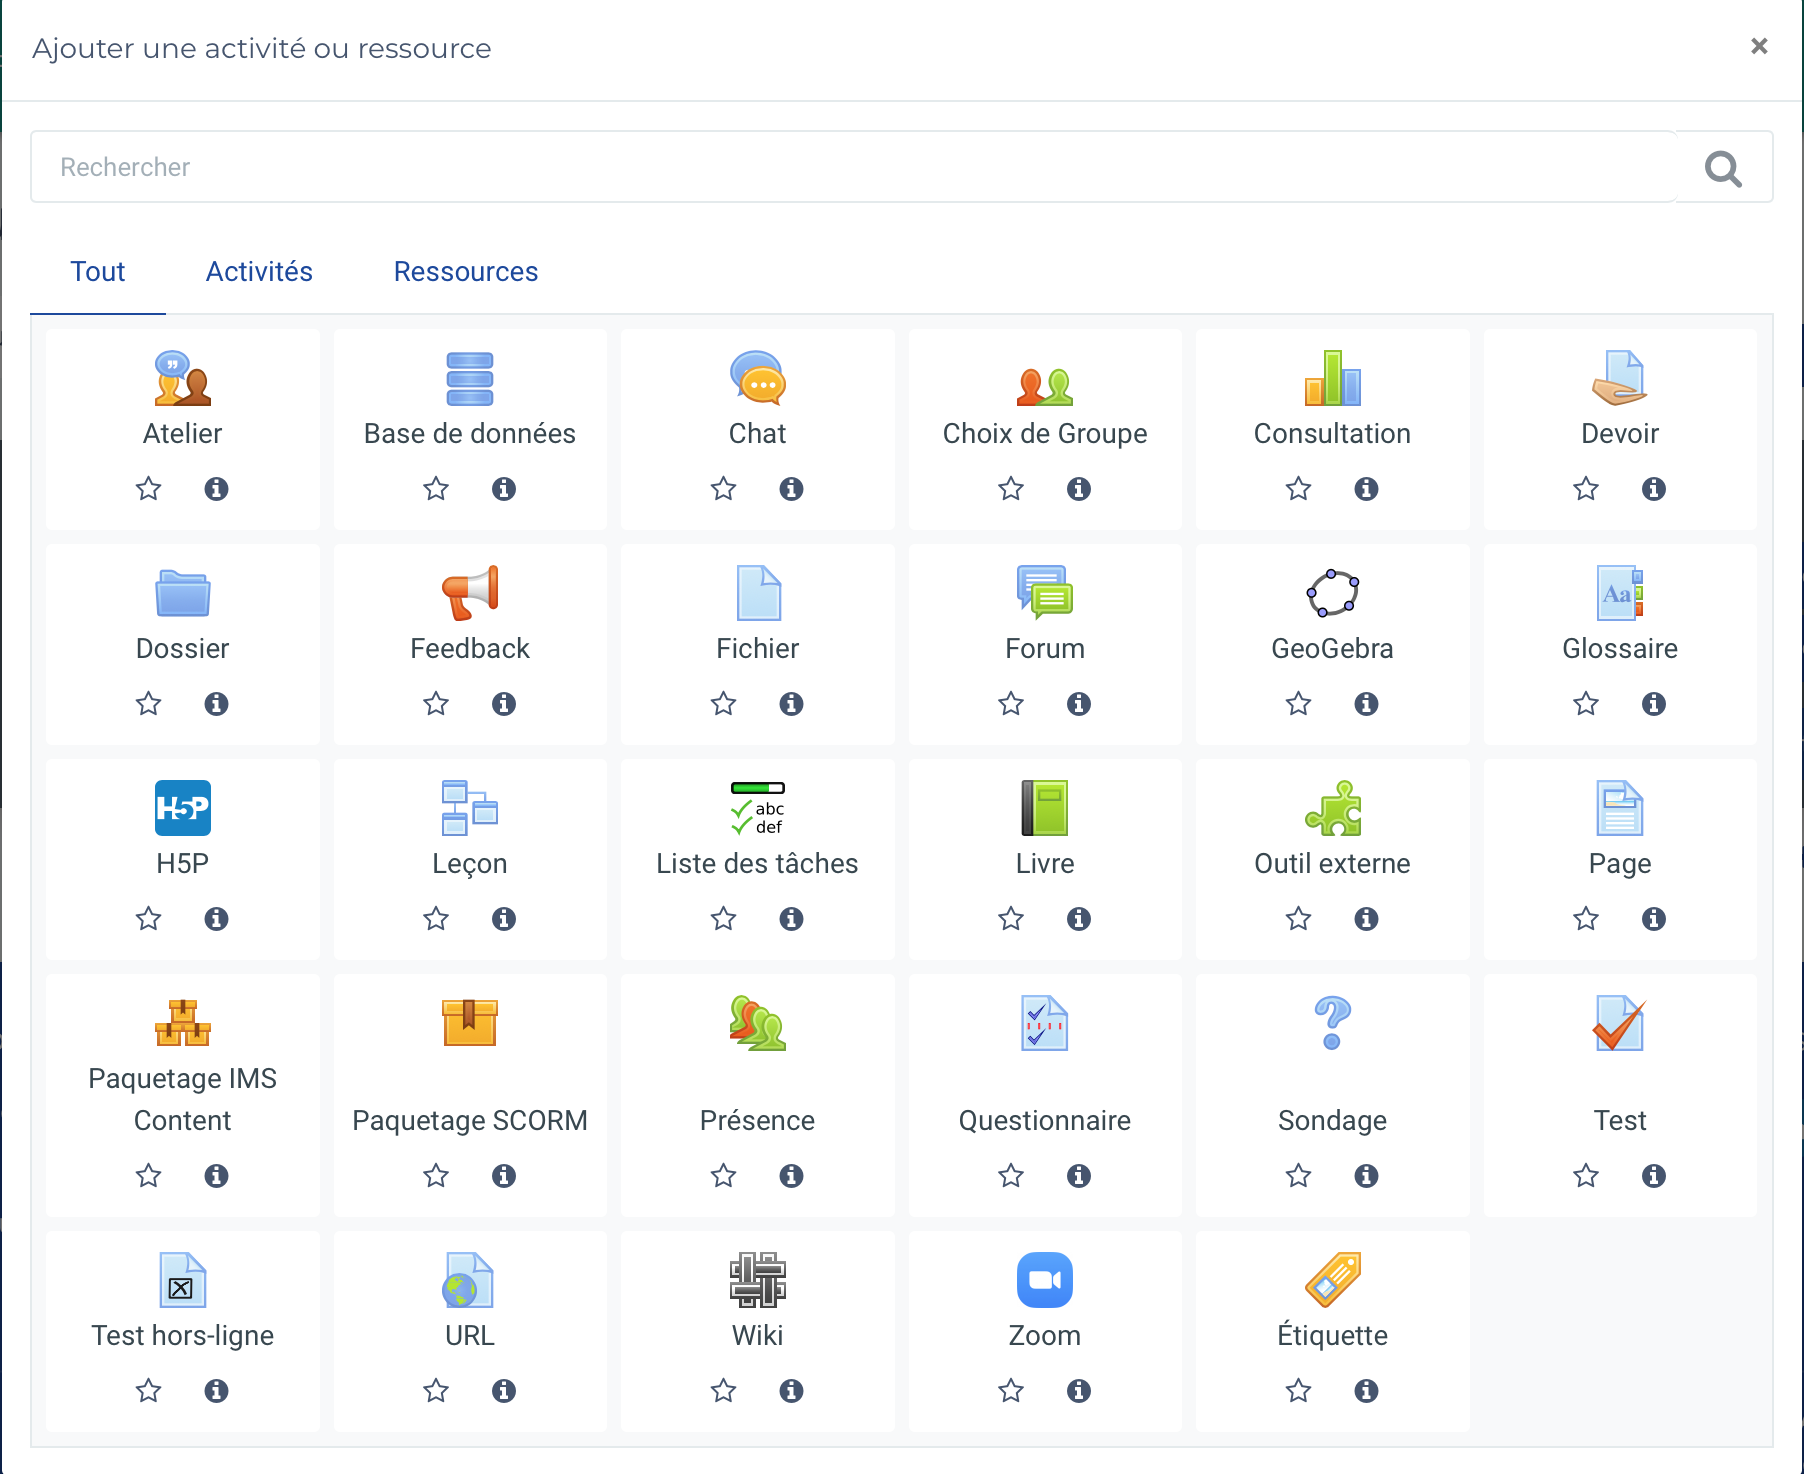 Ajouter une activité ou ressource
Rechercher
Tout Activités Ressources
Atelier Base de données Chat Choix de Groupe Consultation Devoir
Dossier Feedback Fichier Forum GeoGebra Glossaire
Aa
H5P
abc
def
H5P Leçon Liste des tâches Livre Outil externe Page
Paquetage IMS
Content Paquetage SCORM Présence Questionnaire Sondage Test
Test hors-ligne URL Wiki Zoom Étiquette